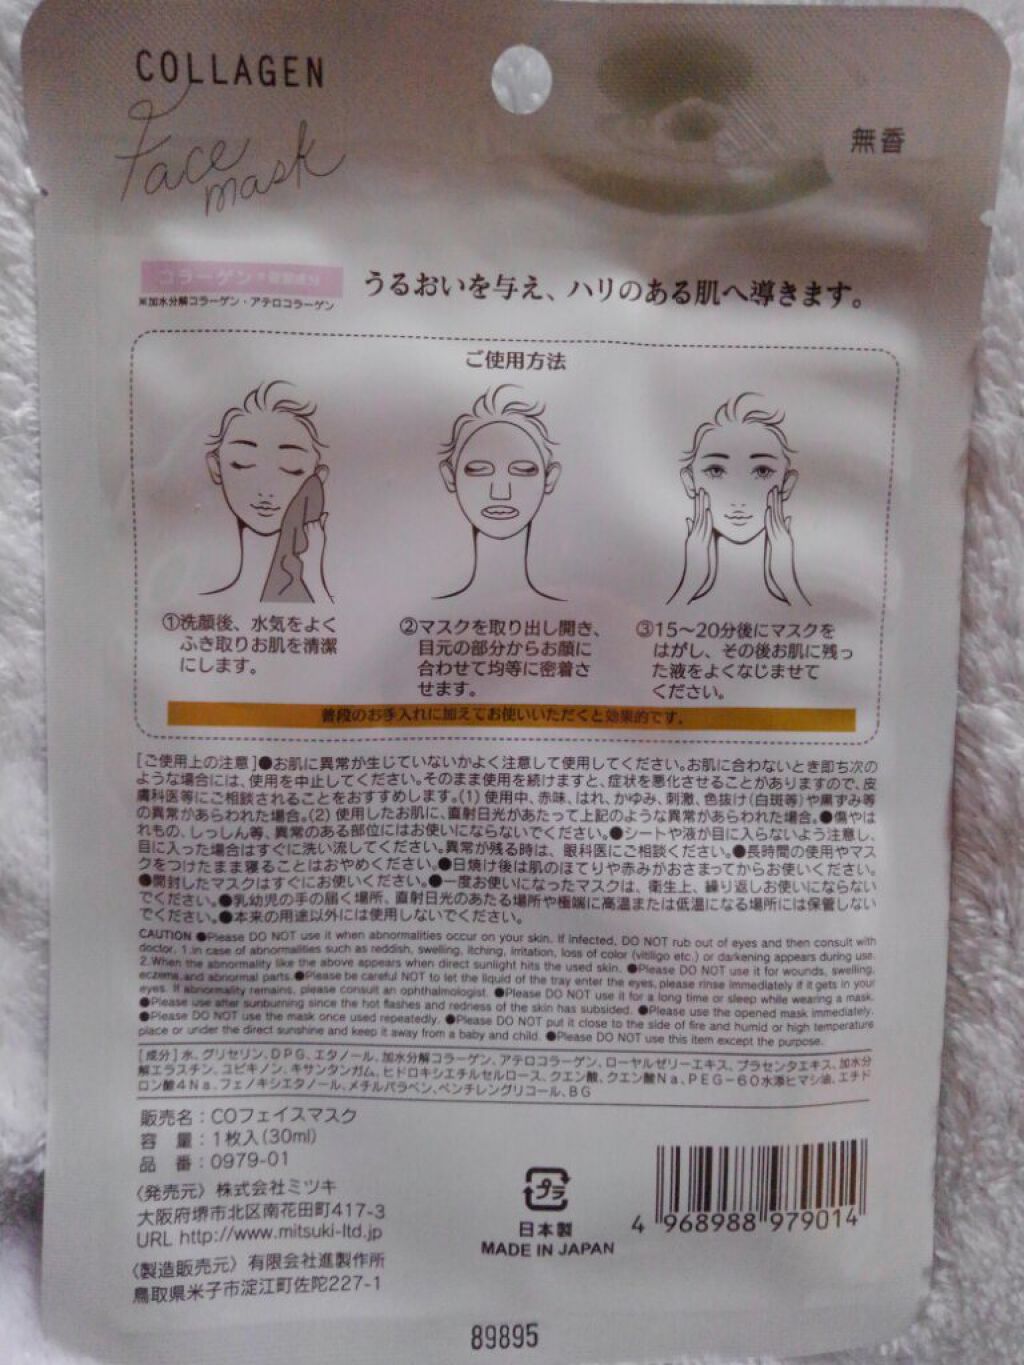 COLLAGEN
Face
mask
無香
コラーゲン※保湿成分
※加水分解コラーゲン・アテロコラーゲン
うるおいを与え、ハリのある肌へ導きます。
ご使用方法
①洗顔後、水気をよく
ふき取りお肌を清潔
にします。
②マスクを取り出し開き、
目元の部分からお顔に
合わせて均等に密着さ
せます。
③15〜20分後にマスクを
はがし、その後お肌に残っ
た液をよくなじませて
ください。
普段のお手入れに加えてお使いいただくと効果的です。
[ご使用上の注意]●お肌に異常が生じていないかよく注意して使用してください。お肌に合わないとき即ち次の
ような場合には、使用を中止してください。そのまま使用を続けますと、症状を悪化させることがありますので、皮
膚科医等にご相談されることをおすすめします。(1)使用中、赤味、はれ、かゆみ、刺激、色抜け(白斑等)や黒ずみ等
の異常があらわれた場合。(2)使用したお肌に、直射日光があたって上記のような異常があらわれた場合。●傷やは
れもの、しっしん等、異常のある部位にはお使いにならないでください。●シートや液が目に入らないよう注意し、
目に入った場合はすぐに洗い流してください。異常が残る時は、眼科医にご相談ください。●長時間の使用やマス
クをつけたまま寝ることはおやめください。●日焼け後は肌のほてりや赤みがおさまってからお使いください。
●開封したマスクはすぐにお使いください。●一度お使いになったマスクは、衛生上、繰り返しお使いにならない
でください。●乳幼児の手の届く場所、直射日光のあたる場所や極端に高温または低温になる場所には保管しない
でください。●本来の用途以外には使用しないでください。
CAUTION ●Please DO NOT use it when abnormalities occur on your skin. If infected, DO NOT rub out of eyes and then consult with
doctor. 1.In case of abnormalities such as reddish, swelling, itching, irritation, loss of color (vitiligo etc.) or darkening appears during use.
2.When the abnormality like the above appears when direct sunlight hits the used skin. ●Please DO NOT use it for wounds, swelling,
eczema,and abnormal parts.●Please be careful NOT to let the liquid of the tray enter the eyes, please rinse immediately if it gets in your
eyes. If abnormality remains, please consult an ophthalmologist. ●Please DO NOT use it for a long time or sleep while wearing a mask.
●Please use after sunburning since the hot flashes and redness of the skin has subsided. ●Please use the opened mask immediately.
●Please DO NOT use the mask once used repeatedly. ●Please DO NOT put it close to the side of fire and humid or high temperature
place or under the direct sunshine and keep it away from a baby and child. ●Please DO NOT use this item except the purpose.
[成分]水、グリセリン、DPG、エタノール、加水分解コラーゲン、アテロコラーゲン、ローヤルゼリーエキス、プラセンタエキス、加水分
解エラスチン、ユビキノン、キサンタンガム、ヒドロキシエチルセルロース、クエン酸、クエン酸Na、PEG-60水添ヒマシ油、エチド
ロン酸4Na、フェノキシエタノール、メチルパラベン、ペンチレングリコール、BG
販売名：COフェイスマスク
容 量：1枚入(30ml)
品 番：0979-01
〈発売元〉株式会社ミツキ
大阪府堺市北区南花田町417-3
URL http://www.mitsuki-ltd.jp
〈製造販売元〉有限会社進製作所
鳥取県米子市淀江町佐陀227-1
プラ
日本製
MADE IN JAPAN
4 968988 979014
89895